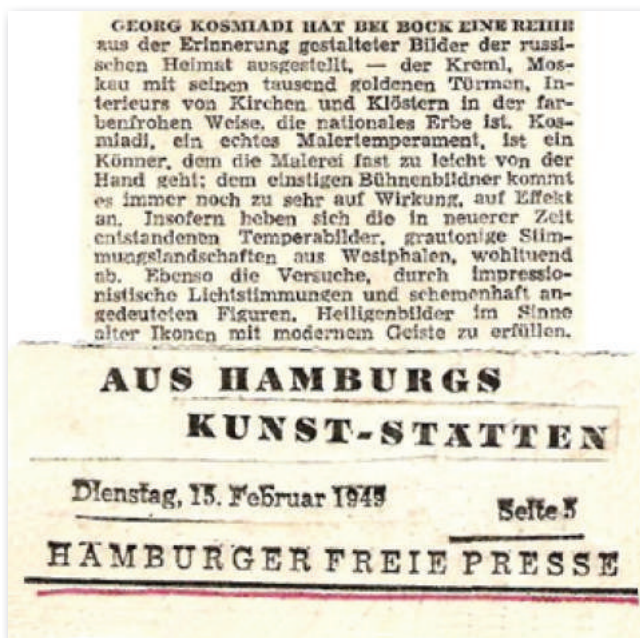 GEORG KOSMIADI HAT BEI BOCK EINE REIHE
aus der Erinnerung gestalteter Bilder der russi-
schen Heimat ausgestellt, — der Kreml, Mos-
kau mit seinen tausend goldenen Türmen, In-
terieurs von Kirchen und Klöstern in der far-
benfrohen Weise, die nationales Erbe ist. Kos-
miadi, ein echtes Malertemperament, ist ein
Könner, dem die Malerei fast zu leicht von der
Hand geht; dem einstigen Bühnenbildner kommt
es immer noch zu sehr auf Wirkung, auf Effekt
an. Insofern heben sich die in neuerer Zeit
entstandenen Temperabilder, grautonige Stim-
mungslandschaften aus Westphalen, wohltuend
ab. Ebenso die Versuche, durch impressio-
nistische Lichtstimmungen und schemenhaft an-
gedeuteten Figuren, Heiligenbilder im Sinne
alter Ikonen mit modernem Geiste zu erfüllen.
AUS HAMBURGS
KUNST-STÄTTEN
Dienstag, 15. Februar 1949
Seite 5
HAMBURGER FREIE PRESSE